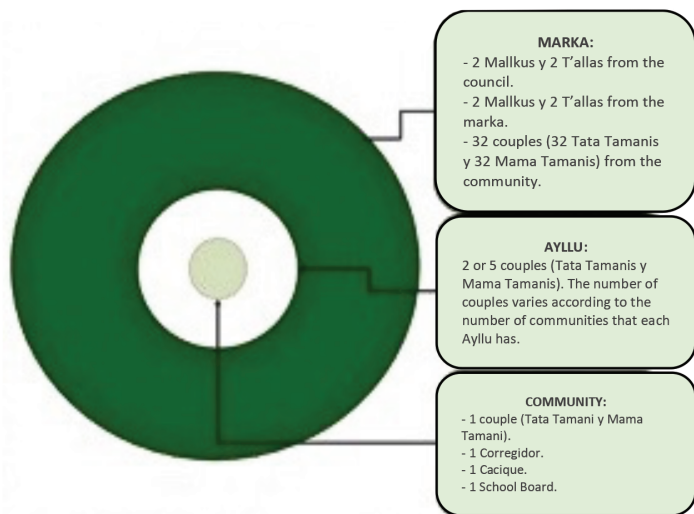 MARKA:
- 2 Mallkus y 2 T'allas from the
council.
- 2 Mallkus y 2 T'allas from the
marka.
- 32 couples (32 Tata Tamanis
y 32 Mama Tamanis) from the
community.
AYLLU:
2 or 5 couples (Tata Tamanis y
Mama Tamanis). The number of
couples varies according to the
number of communities that each
Ayllu has.
COMMUNITY:
- 1 couple (Tata Tamani y Mama
Tamani).
- 1 Corregidor.
- 1 Cacique.
- 1 School Board.